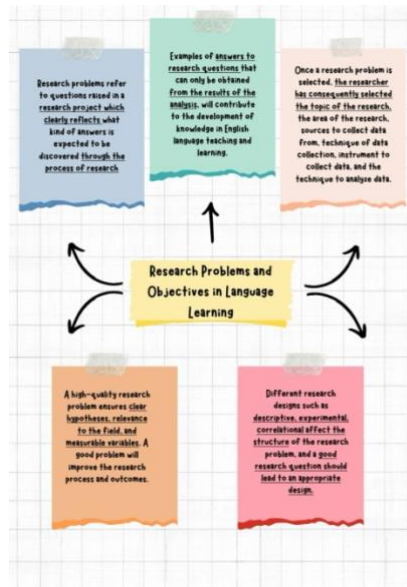 Research problems refer
to questions raised in a
research project which
clearly reflects what
kind of answers is
expected to be
discovered through the
process of research
Examples of answers to
research questions that
can only be obtained
from the results of the
analysis, will contribute
to the development of
knowledge in English
language teaching and
learning.
Once a research problem is
selected, the researcher
has consequently selected
the topic of the research,
the area of the research,
sources to collect data
from, technique of data
collection, instrument to
collect data, and the
technique to analyze data.
Research Problems and
Objectives in Language
Learning
A high-quality research
problem ensures clear
hypotheses, relevance
to the field, and
measurable variables. A
good problem will
improve the research
process and outcomes.
Different research
designs such as
descriptive, experimental,
correlational affect the
structure of the research
problem, and a good
research question should
lead to an appropriate
design.